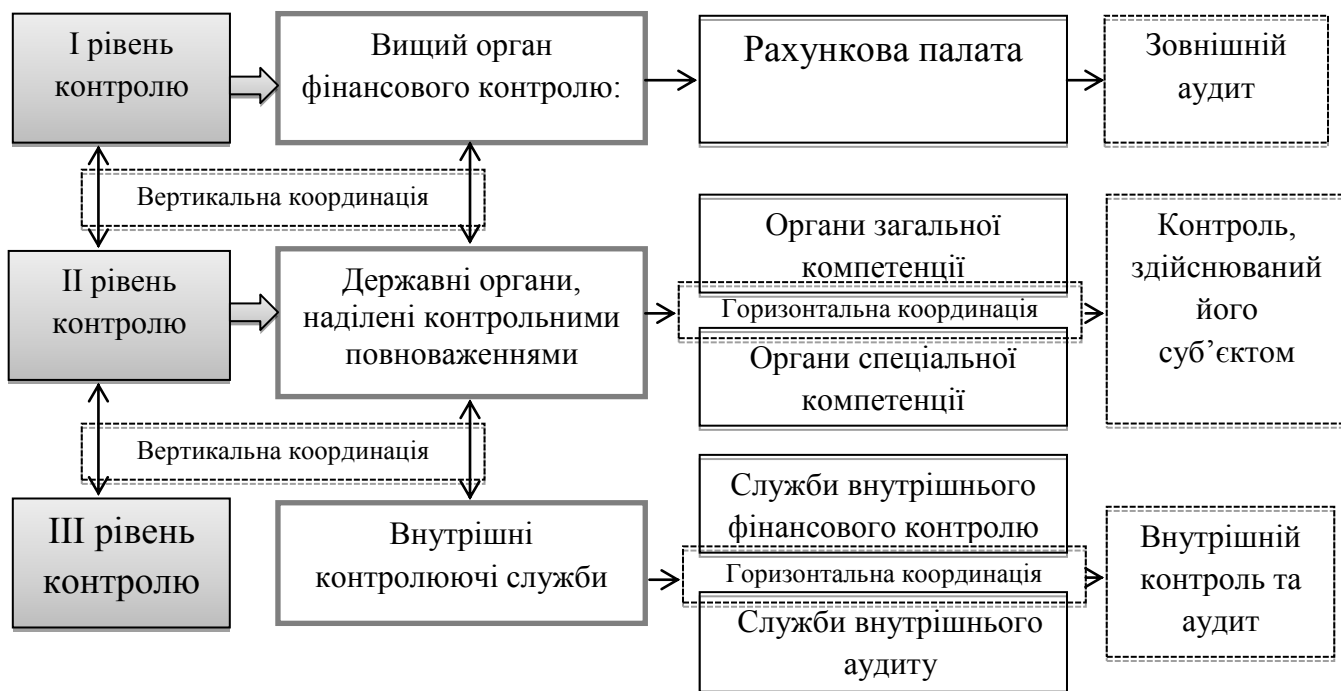 І рівень
контролю
Вищий орган
фінансового контролю:
Рахункова палата
Зовнішній
аудит
Вертикальна координація
ІІ рівень
контролю
Державні органи,
наділені контрольними
повноваженнями
Органи загальної
компетенції
Горизонтальна координація
Органи спеціальної
компетенції
Контроль,
здійснюваний
його
суб’єктом
Вертикальна координація
ІІІ рівень
контролю
Внутрішні
контролюючі служби
Служби внутрішнього
фінансового контролю
Горизонтальна координація
Служби внутрішнього
аудиту
Внутрішній
контроль та
аудит